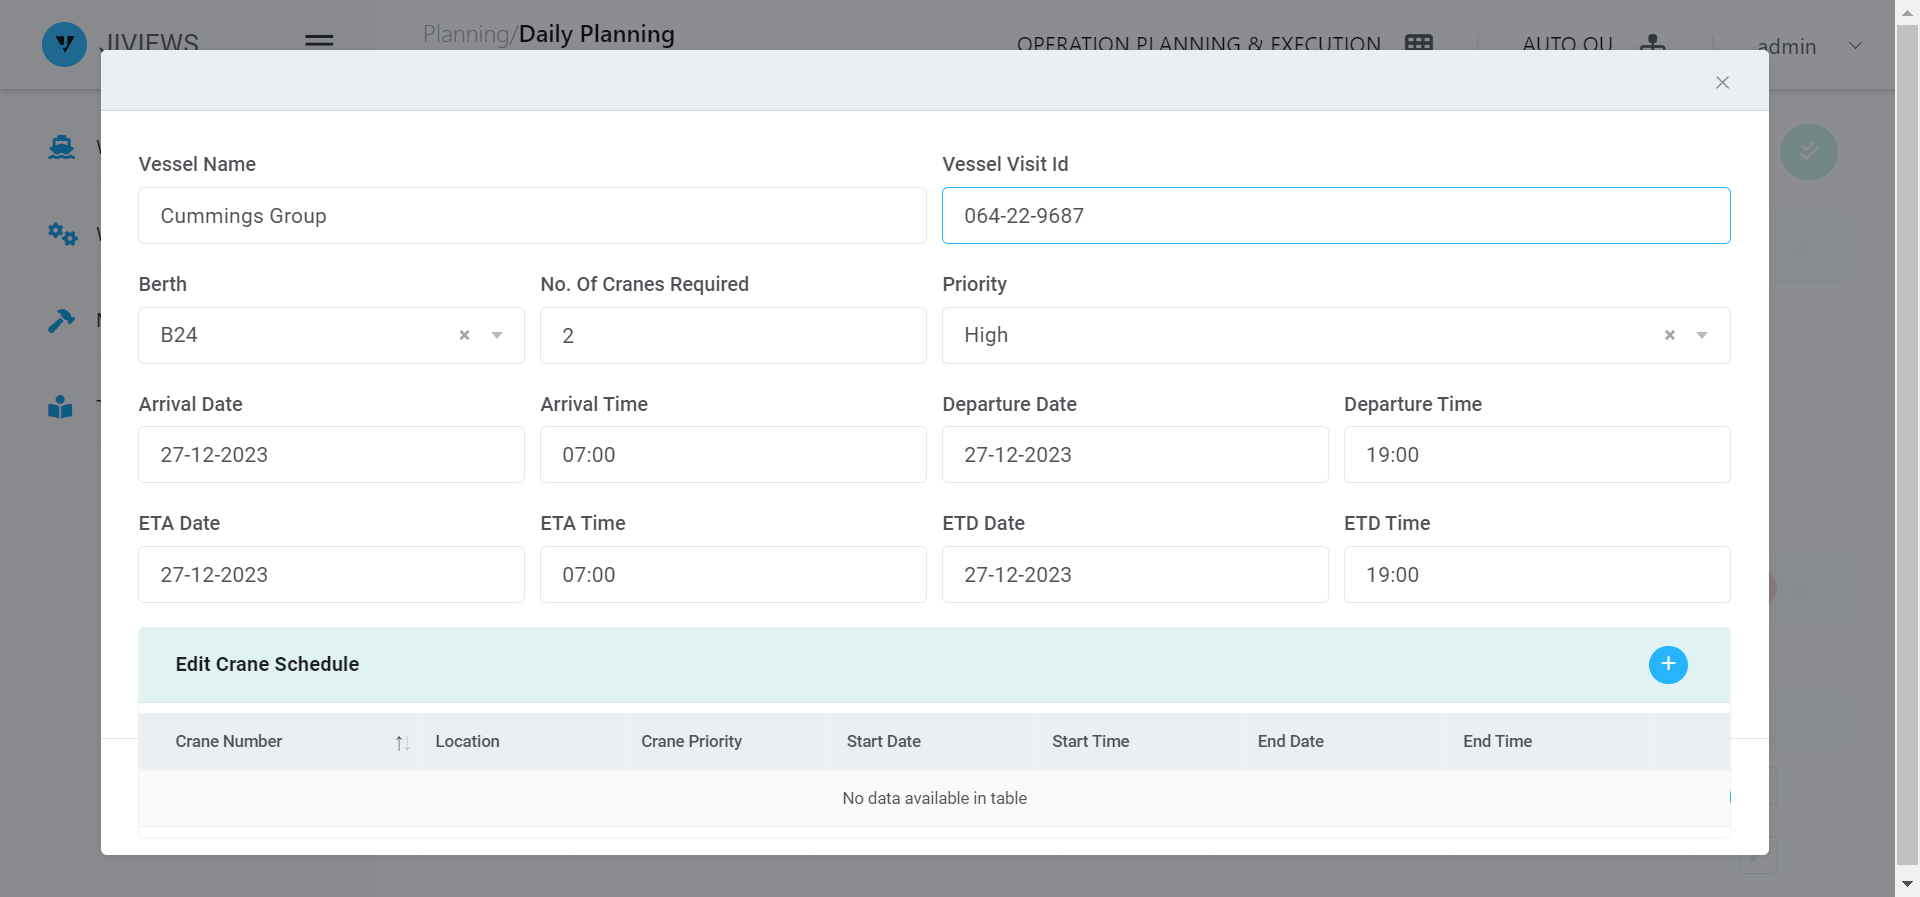 JIVIEWS
Planning/Daily Planning
OPERATION PLANNING & EXECUTION
AUTO OU
admin
Vessel Name
Vessel Visit Id
Cummings Group
064-22-9687
Berth
No. Of Cranes Required
Priority
B24
2
High
Arrival Date
Arrival Time
Departure Date
Departure Time
27-12-2023
07:00
27-12-2023
19:00
ETA Date
ETA Time
ETD Date
ETD Time
27-12-2023
07:00
27-12-2023
19:00
Edit Crane Schedule
Crane Number
Location
Crane Priority
Start Date
Start Time
End Date
End Time
No data available in table